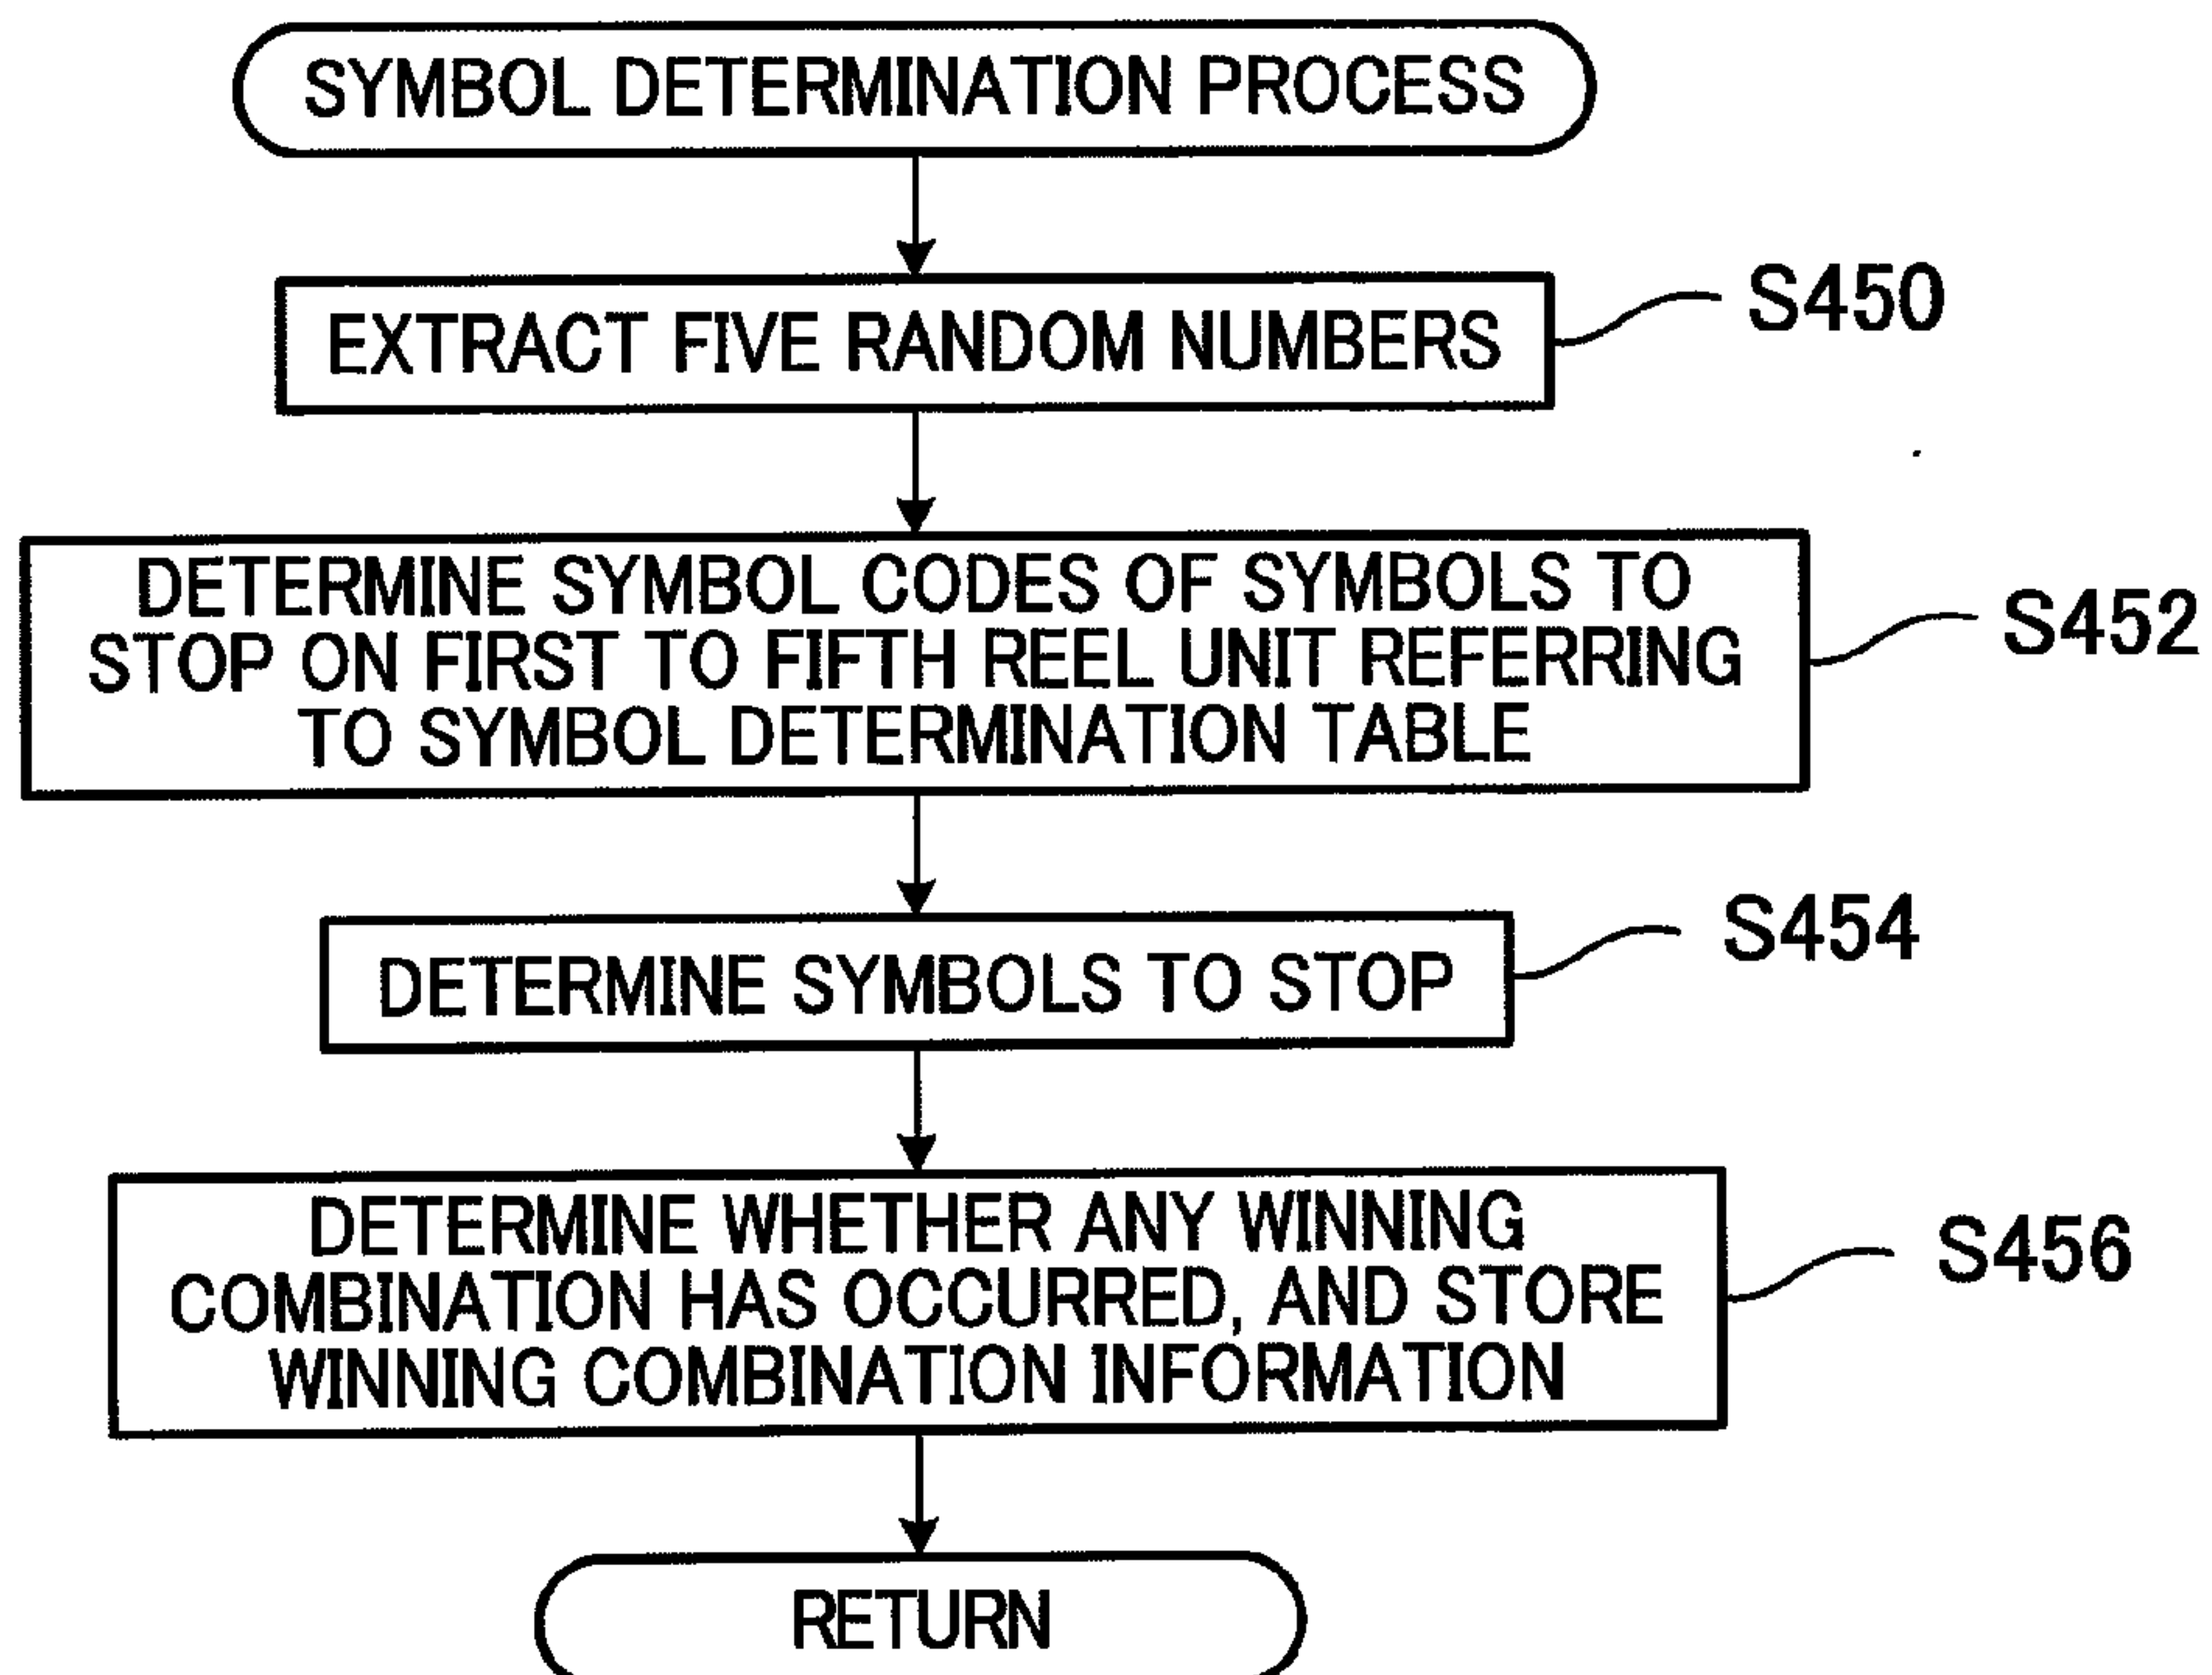 SYMBOL DETERMINATION PROCESS
EXTRACT FIVE RANDOM NUMBERS
S450
DETERMINE SYMBOL CODES OF SYMBOLS TO
STOP ON FIRST TO FIFTH REEL UNIT REFERRING
TO SYMBOL DETERMINATION TABLE
S452
DETERMINE SYMBOLS TO STOP
S454
DETERMINE WHETHER ANY WINNING
COMBINATION HAS OCCURRED, AND STORE
WINNING COMBINATION INFORMATION
S456
RETURN